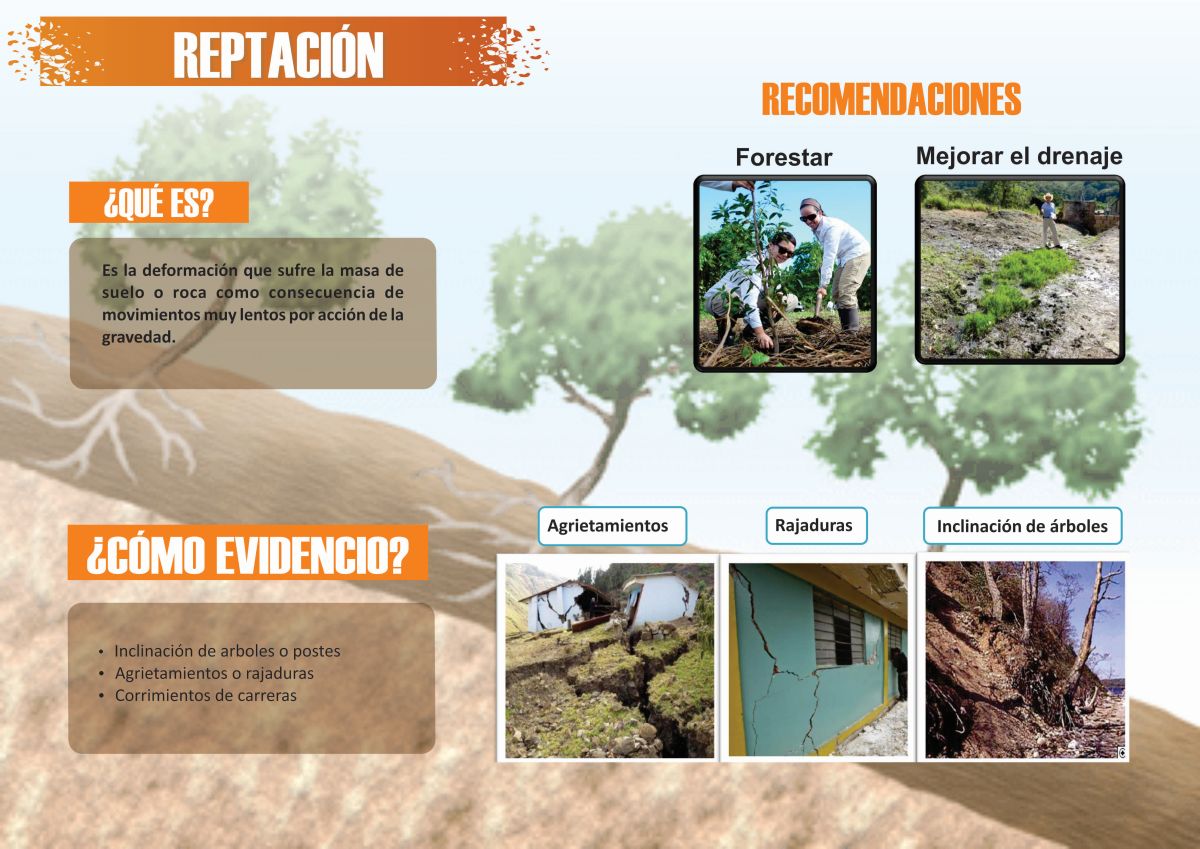 REPTACIÓN
¿QUÉ ES?
Es la deformación que sufre la masa de
suelo o roca como consecuencia de
movimientos muy lentos por acción de la
gravedad.
RECOMENDACIONES
Forestar
Mejorar el drenaje
¿CÓMO EVIDENCIO?
• Inclinación de arboles o postes
• Agrietamientos o rajaduras
• Corrimientos de carreras
Agrietamientos
Rajaduras
Inclinación de árboles